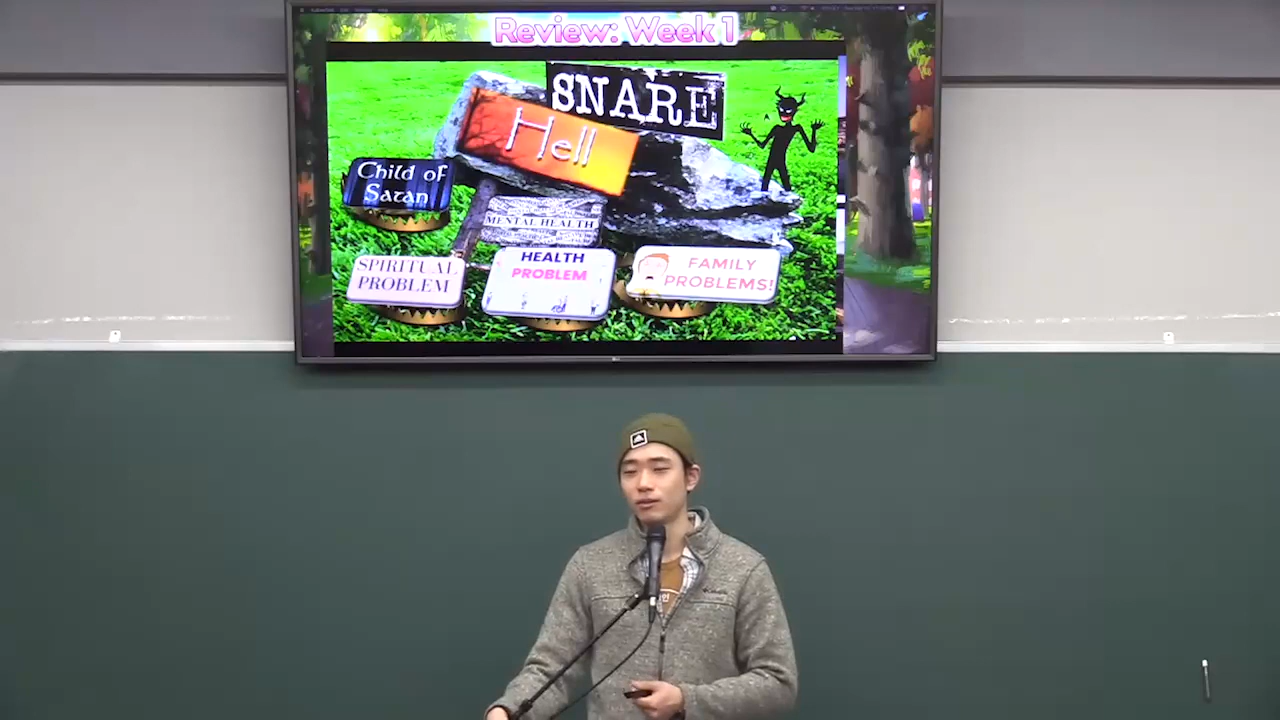 Review: Week 1
SNARE
Hell
Child of
Satan
MENTAL HEALTH
SPIRITUAL
PROBLEM
HEALTH
PROBLEM
FAMILY
PROBLEMS!